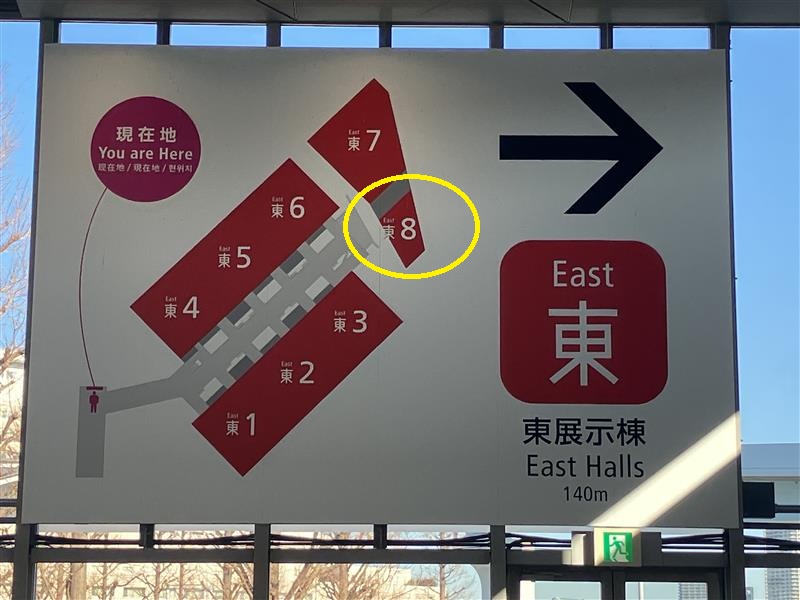 現在地
You are Here
现在地 / 現在地 / 현위치
East
東 7
East
東 8
East
東 6
East
東 5
East
東 4
East
東 3
East
東 2
East
東 1
East
東
東展示棟
East Halls
140m